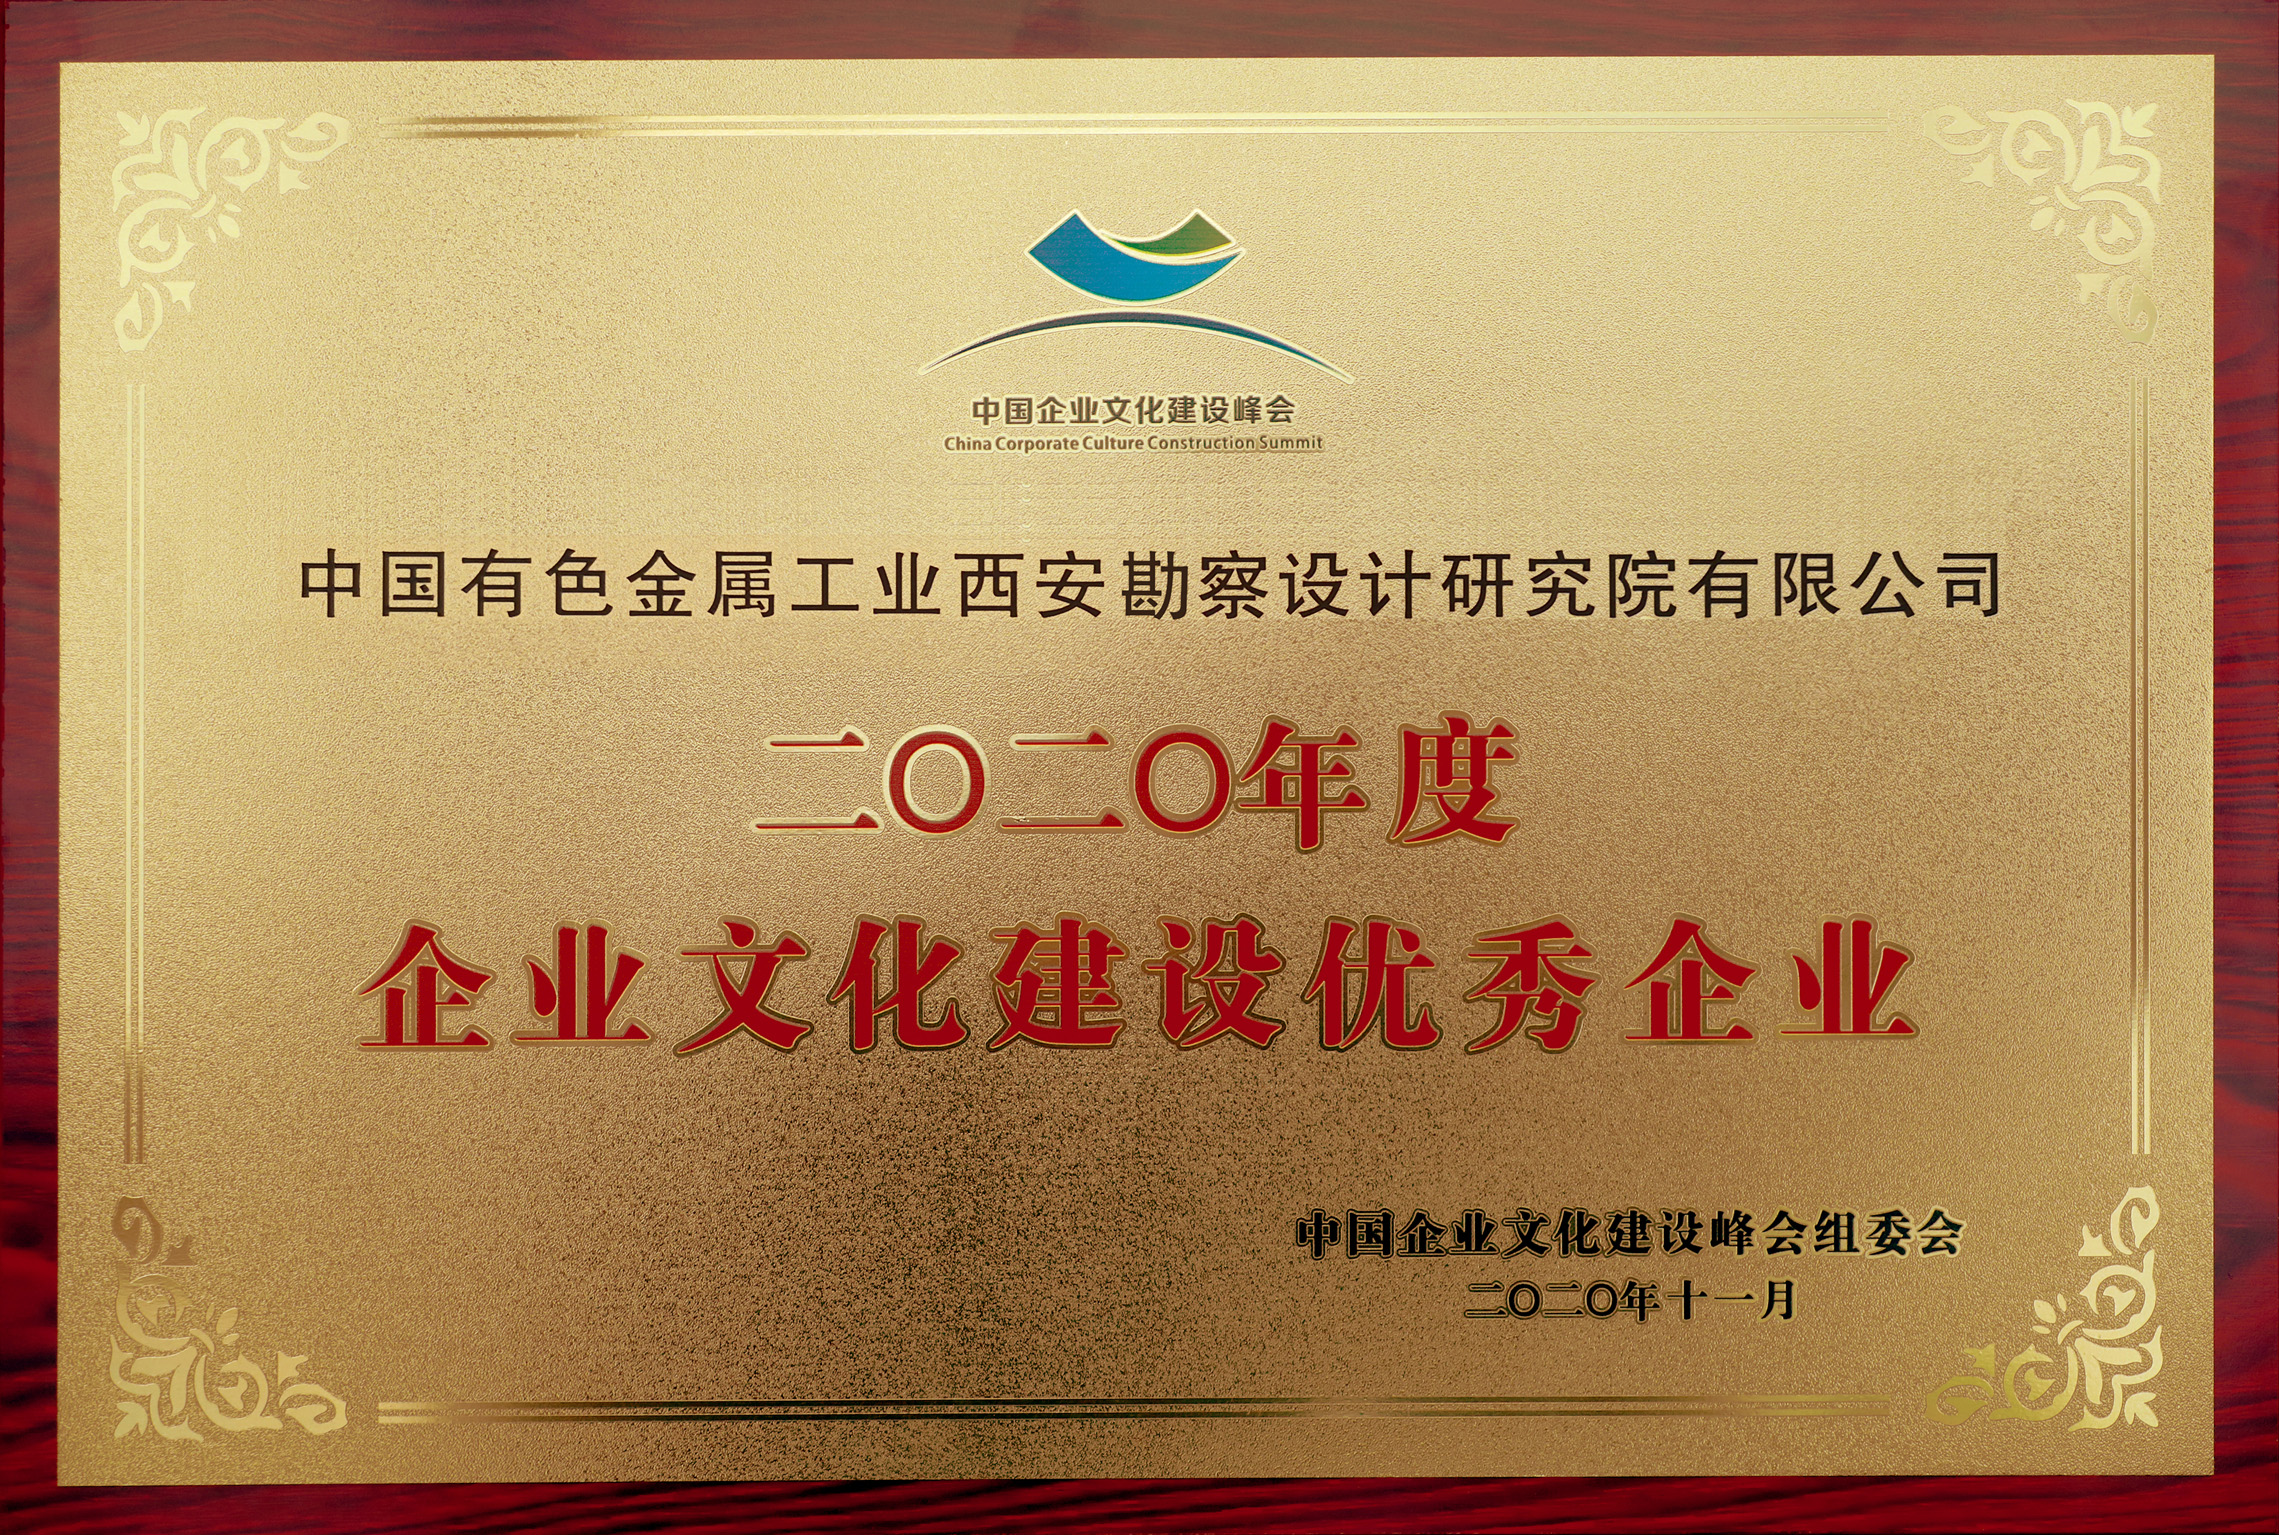 中国企业文化建设峰会
China Corporate Culture Construction Summit
中国有色金属工业西安勘察设计研究院有限公司
二〇二〇年度
企业文化建设优秀企业
中国企业文化建设峰会组委会
二〇二〇年十一月